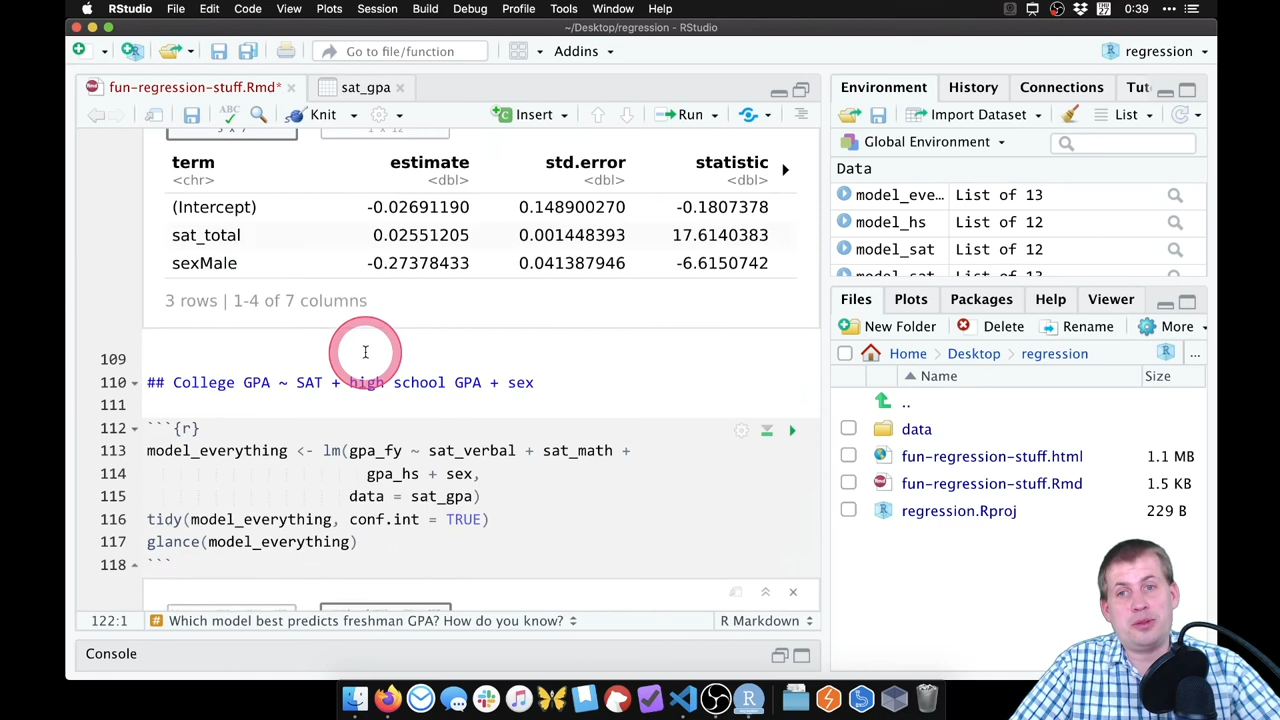 RStudio File Edit Code View Plots Session Build Debug Profile Tools Window Help THU 27 0:39
~/Desktop/regression - RStudio
Go to file/function Addins regression
fun-regression-stuff.Rmd* sat_gpa
ABC Knit Insert Run
term estimate std.error statistic
<chr> <dbl> <dbl> <dbl>
(Intercept) -0.02691190 0.148900270 -0.1807378
sat_total 0.02551205 0.001448393 17.6140383
sexMale -0.27378433 0.041387946 -6.6150742
3 rows | 1-4 of 7 columns
109
110 ## College GPA ~ SAT + high school GPA + sex
111
112 ```{r}
113 model_everything <- lm(gpa_fy ~ sat_verbal + sat_math +
114 gpa_hs + sex,
115 data = sat_gpa)
116 tidy(model_everything, conf.int = TRUE)
117 glance(model_everything)
118 ```
122:1 # Which model best predicts freshman GPA? How do you know? R Markdown
Console
Environment History Connections Tut
Import Dataset List
Global Environment
Data
model_eve… List of 13
model_hs List of 12
model_sat List of 12
model_sat List of 13
Files Plots Packages Help Viewer
New Folder Delete Rename More
Home Desktop regression ...
Name Size
..
data
fun-regression-stuff.html 1.1 MB
fun-regression-stuff.Rmd 1.5 KB
regression.Rproj 229 B